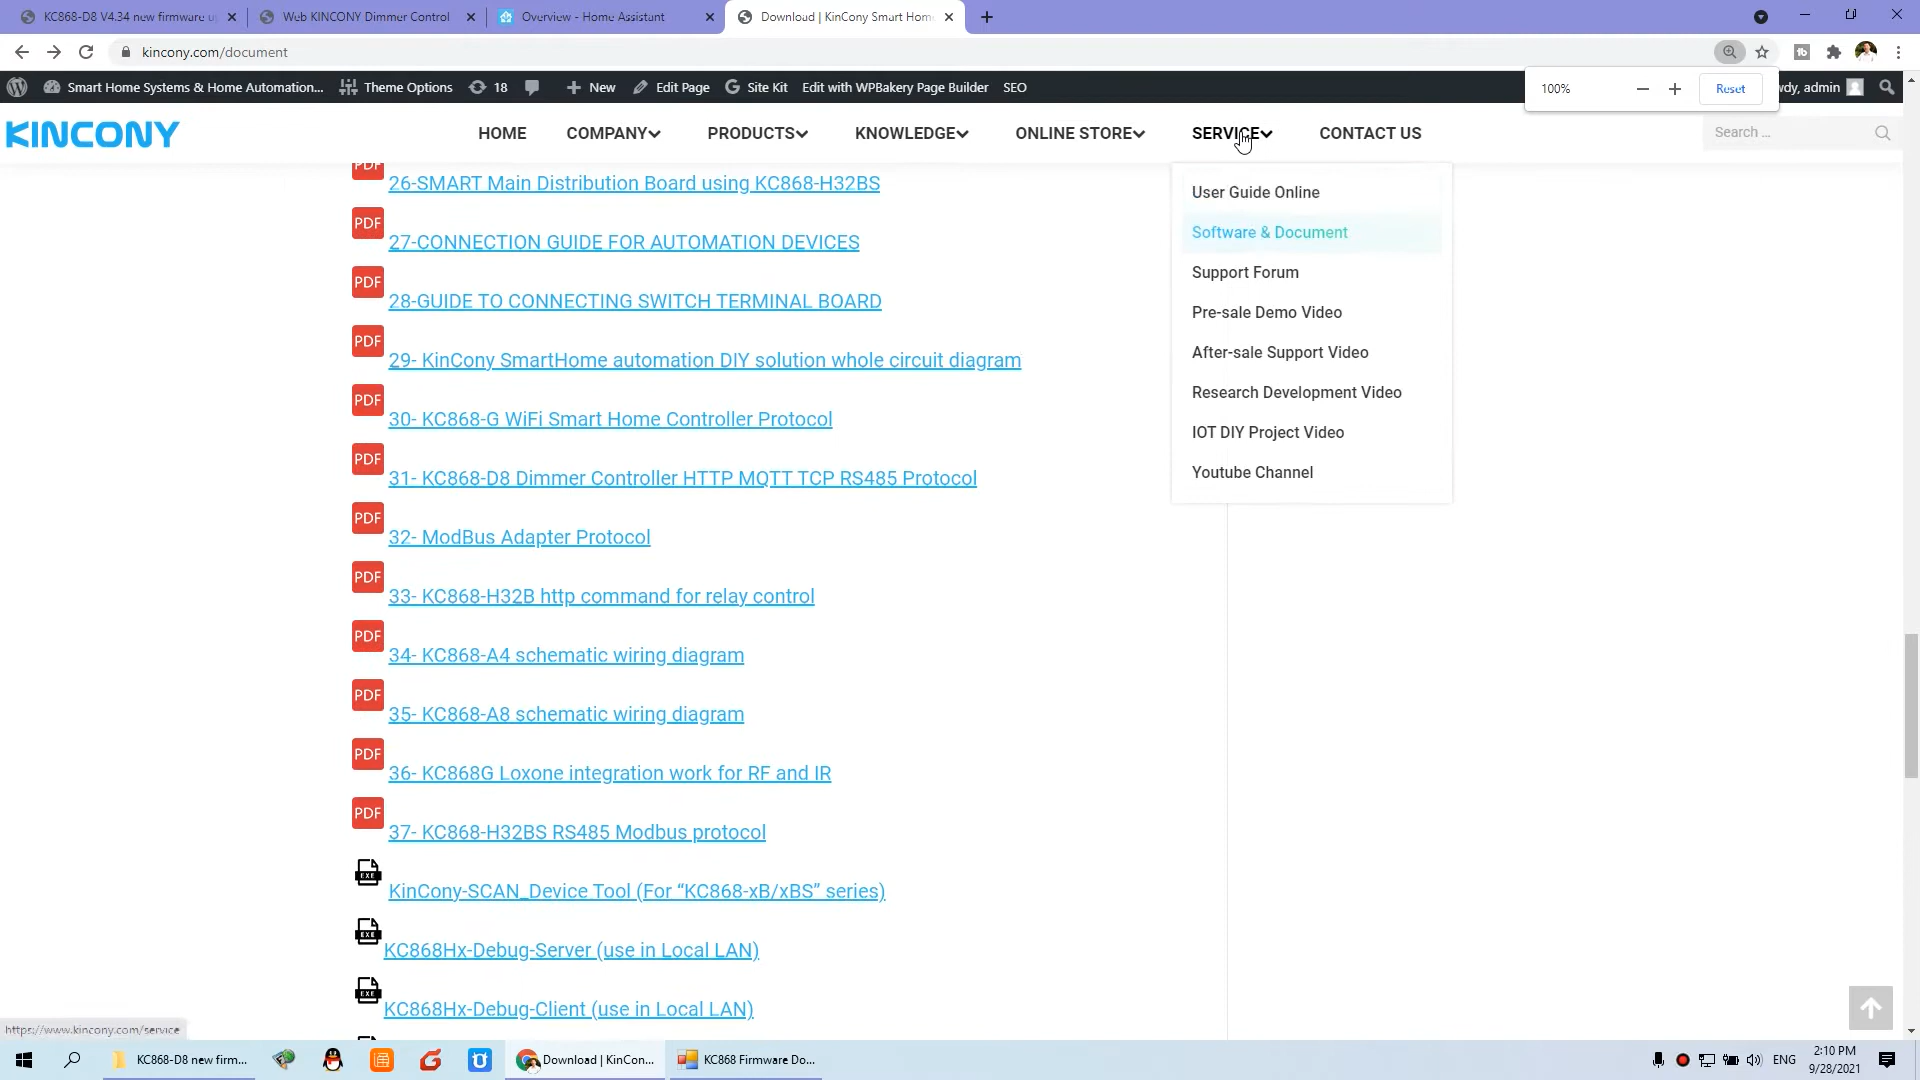 KC868-D8 V4.34 new firmware u
Web KINCONY Dimmer Control
Overview - Home Assistant
Download | KinCony Smart Hom
kincony.com/document
Smart Home Systems & Home Automation...
Theme Options
18
New
Edit Page
Site Kit
Edit with WPBakery Page Builder
SEO
100%
Reset
wdy, admin
KINCONY
HOME
COMPANY
PRODUCTS
KNOWLEDGE
ONLINE STORE
SERVICE
CONTACT US
Search ...
User Guide Online
Software & Document
Support Forum
Pre-sale Demo Video
After-sale Support Video
Research Development Video
IOT DIY Project Video
Youtube Channel
PDF
26-SMART Main Distribution Board using KC868-H32BS
PDF
27-CONNECTION GUIDE FOR AUTOMATION DEVICES
PDF
28-GUIDE TO CONNECTING SWITCH TERMINAL BOARD
PDF
29- KinCony SmartHome automation DIY solution whole circuit diagram
PDF
30- KC868-G WiFi Smart Home Controller Protocol
PDF
31- KC868-D8 Dimmer Controller HTTP MQTT TCP RS485 Protocol
PDF
32- ModBus Adapter Protocol
PDF
33- KC868-H32B http command for relay control
PDF
34- KC868-A4 schematic wiring diagram
PDF
35- KC868-A8 schematic wiring diagram
PDF
36- KC868G Loxone integration work for RF and IR
PDF
37- KC868-H32BS RS485 Modbus protocol
EXE
KinCony-SCAN_Device Tool (For “KC868-xB/xBS” series)
EXE
KC868Hx-Debug-Server (use in Local LAN)
EXE
KC868Hx-Debug-Client (use in Local LAN)
https://www.kincony.com/service
KC868-D8 new firm...
Download | KinCon...
KC868 Firmware Do...
ENG
2:10 PM
9/28/2021